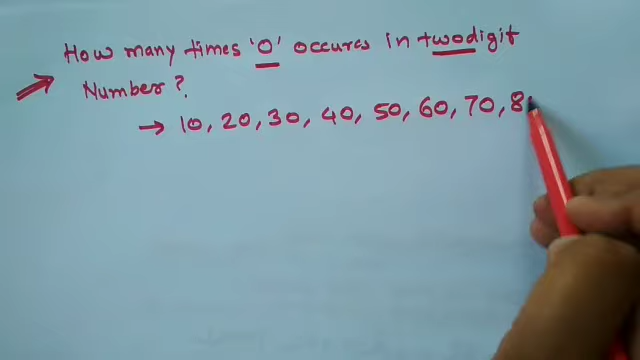 How many times '0' occures in twodigit
Number?
→ 10, 20, 30, 40, 50, 60, 70, 8